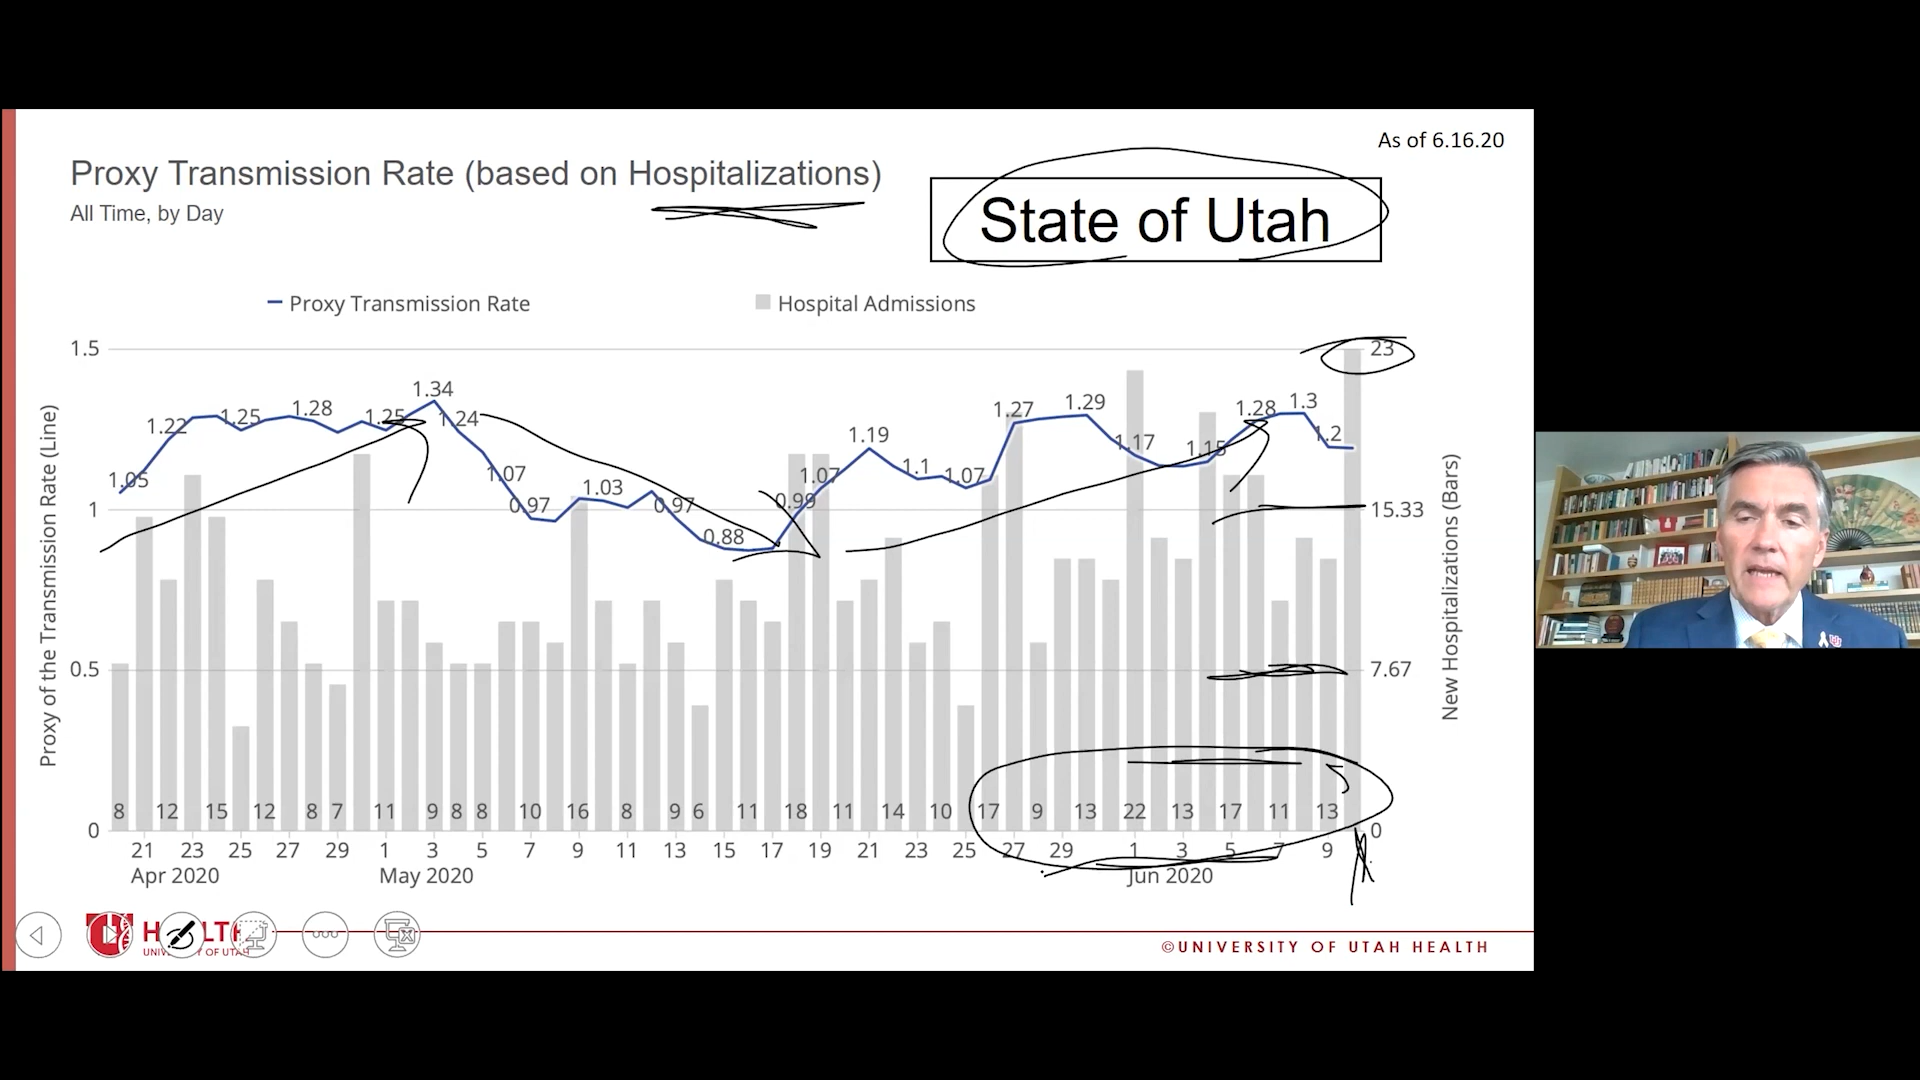 As of 6.16.20
Proxy Transmission Rate (based on Hospitalizations)
All Time, by Day
State of Utah
Proxy Transmission Rate
Hospital Admissions
1.5
1
0.5
0
Proxy of the Transmission Rate (Line)
1.05
1.22
1.25
1.28
1.25
1.34
1.24
1.07
0.97
1.03
0.97
0.88
0.99
1.07
1.19
1.1
1.07
1.27
1.29
1.17
1.15
1.28
1.3
1.2
23
15.33
7.67
0
New Hospitalizations (Bars)
8 12 15 12 8 7 11 9 8 8 10 16 8 9 6 11 18 11 14 10 17 9 13 22 13 17 11 13
21 23 25 27 29 1 3 5 7 9 11 13 15 17 19 21 23 25 27 29 1 3 5 7 9
Apr 2020 May 2020 Jun 2020
©UNIVERSITY OF UTAH HEALTH